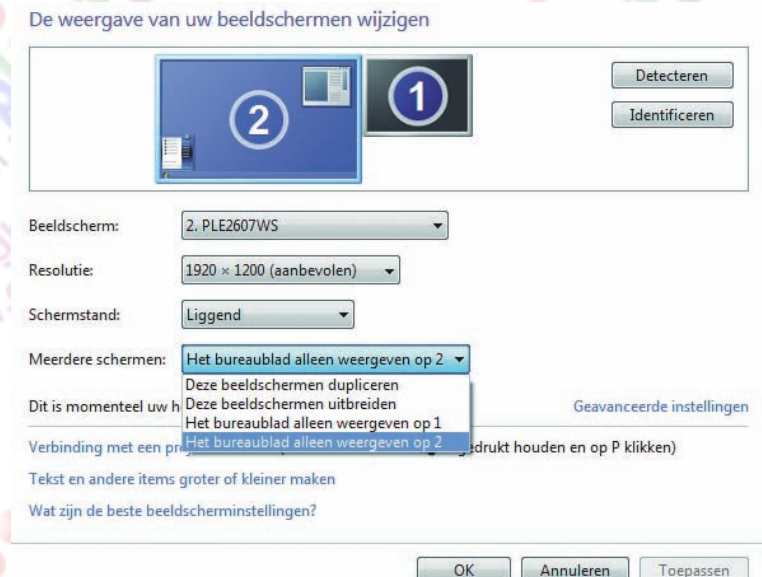 De weergave van uw beeldschermen wijzigen
2
1
Detecteren
Identificeren
Beeldscherm: 2. PLE2607WS
Resolutie: 1920 × 1200 (aanbevolen)
Schermstand: Liggend
Meerdere schermen: Het bureaublad alleen weergeven op 2
Deze beeldschermen dupliceren
Dit is momenteel uw h Deze beeldschermen uitbreiden Geavanceerde instellingen
Het bureaublad alleen weergeven op 1
Verbinding met een Het bureaublad alleen weergeven op 2 drukt houden en op P klikken)
Tekst en andere items groter of kleiner maken
Wat zijn de beste beeldscherminstellingen?
OK Annuleren Toepassen